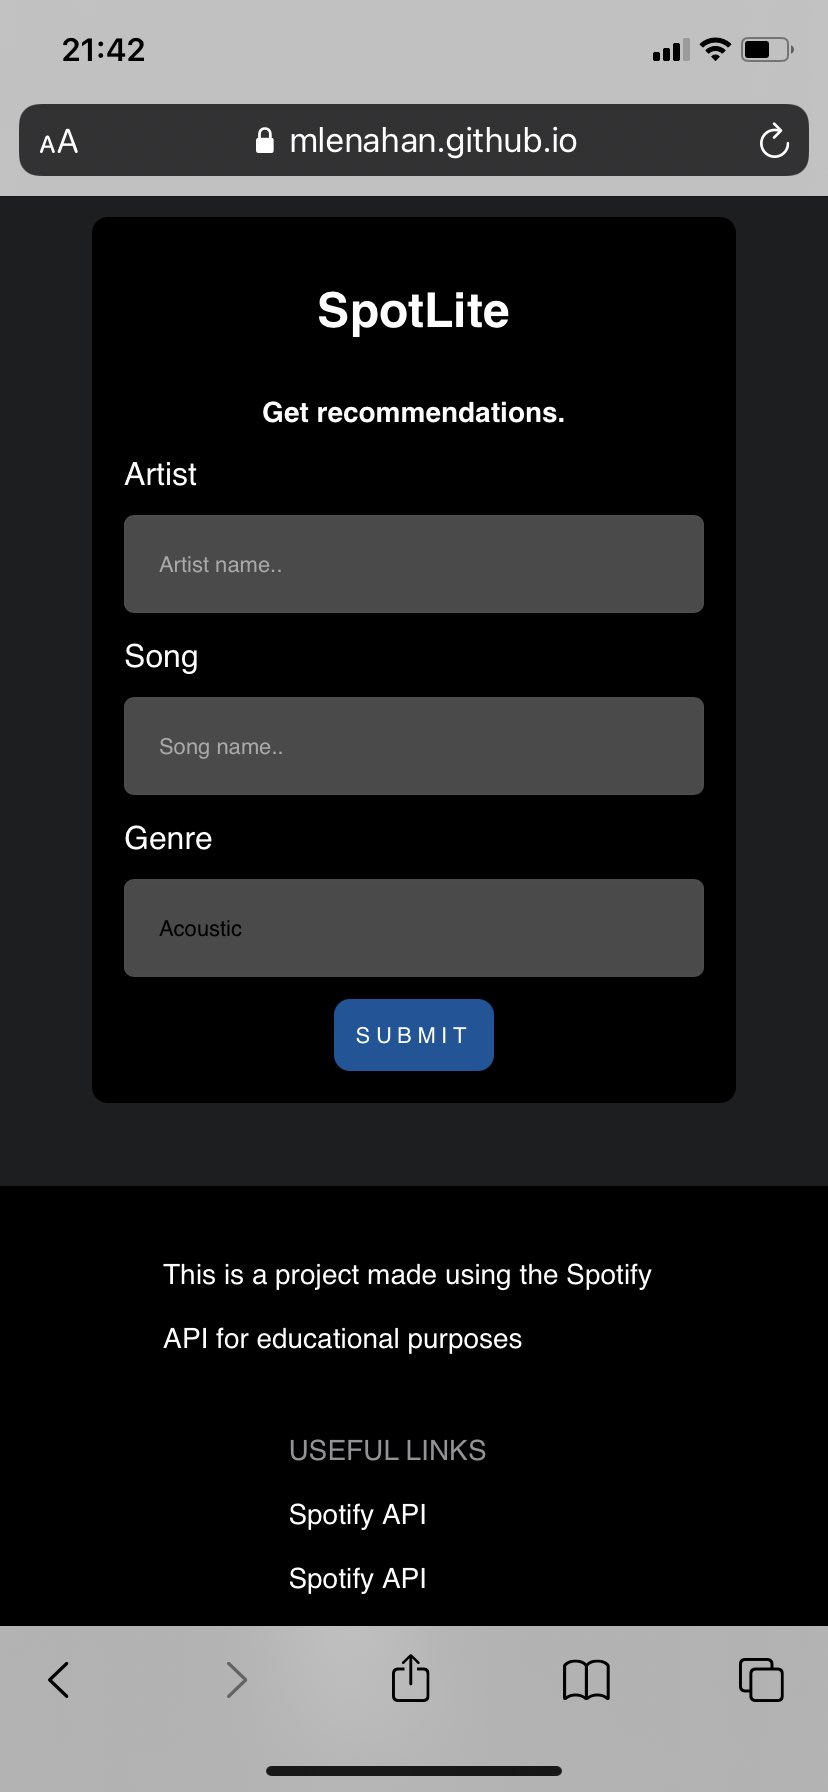 21:42
AA mlenahan.github.io
SpotLite
Get recommendations.
Artist
Artist name..
Song
Song name..
Genre
Acoustic
SUBMIT
This is a project made using the Spotify
API for educational purposes
USEFUL LINKS
Spotify API
Spotify API